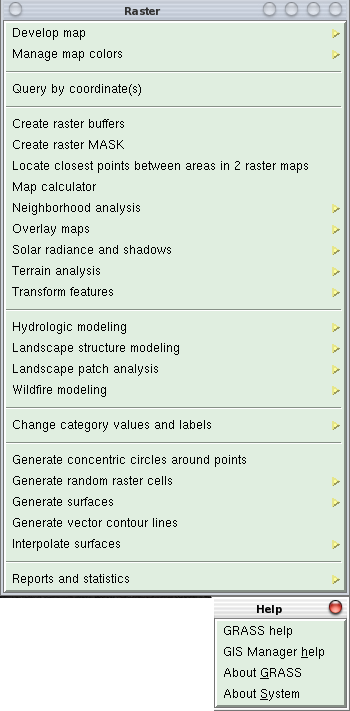 Raster
Develop map
Manage map colors
Query by coordinate(s)
Create raster buffers
Create raster MASK
Locate closest points between areas in 2 raster maps
Map calculator
Neighborhood analysis
Overlay maps
Solar radiance and shadows
Terrain analysis
Transform features
Hydrologic modeling
Landscape structure modeling
Landscape patch analysis
Wildfire modeling
Change category values and labels
Generate concentric circles around points
Generate random raster cells
Generate surfaces
Generate vector contour lines
Interpolate surfaces
Reports and statistics
Help
GRASS help
GIS Manager help
About GRASS
About System